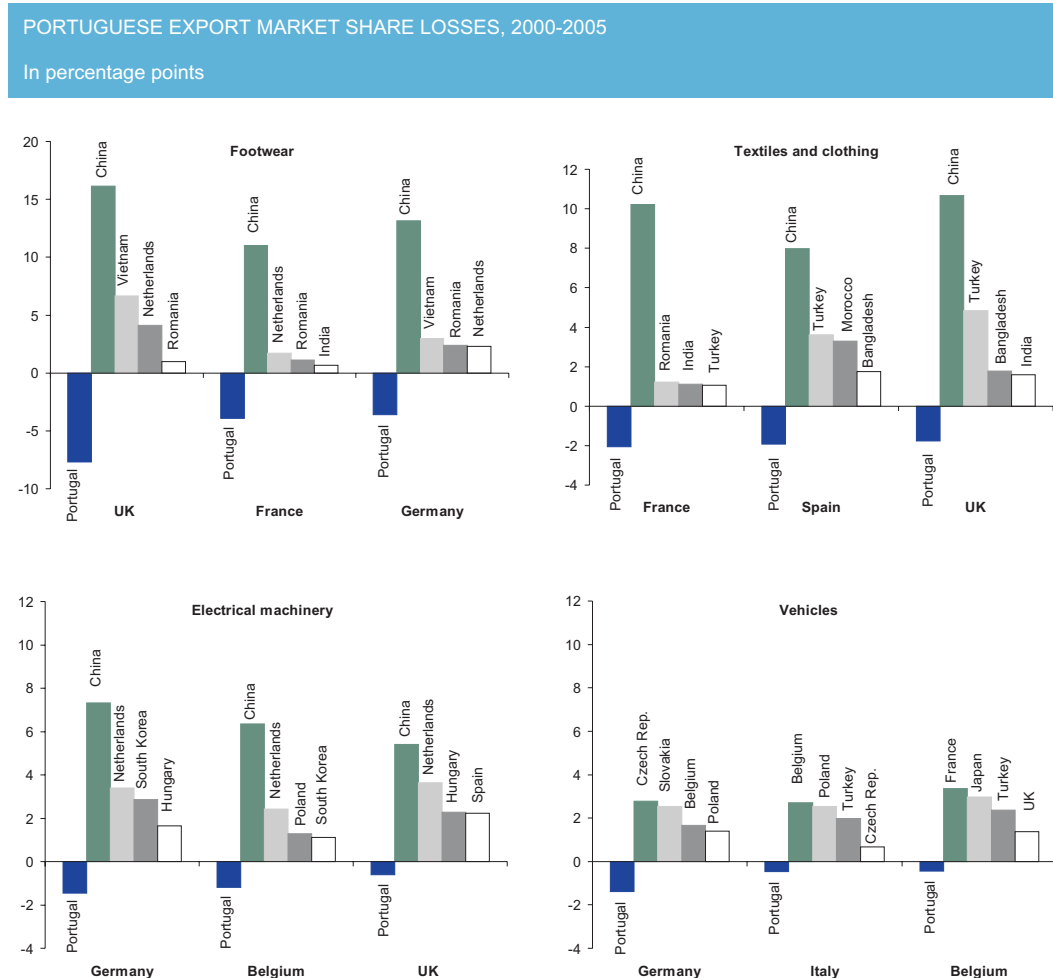 PORTUGUESE EXPORT MARKET SHARE LOSSES, 2000-2005
In percentage points
Footwear
20
15
10
5
0
-5
-10
Portugal
China
Vietnam
Netherlands
Romania
UK
Portugal
China
Netherlands
Romania
India
France
Portugal
China
Vietnam
Romania
Netherlands
Germany
Textiles and clothing
12
10
8
6
4
2
0
-2
-4
Portugal
China
Romania
India
Turkey
France
Portugal
China
Turkey
Morocco
Bangladesh
Spain
Portugal
China
Turkey
Bangladesh
India
UK
Electrical machinery
12
10
8
6
4
2
0
-2
-4
Portugal
China
Netherlands
South Korea
Hungary
Germany
Portugal
China
Netherlands
Poland
South Korea
Belgium
Portugal
China
Netherlands
Hungary
Spain
UK
Vehicles
12
10
8
6
4
2
0
-2
-4
Portugal
Czech Rep.
Slovakia
Belgium
Poland
Germany
Portugal
Belgium
Poland
Turkey
Czech Rep.
Italy
Portugal
France
Japan
Turkey
UK
Belgium